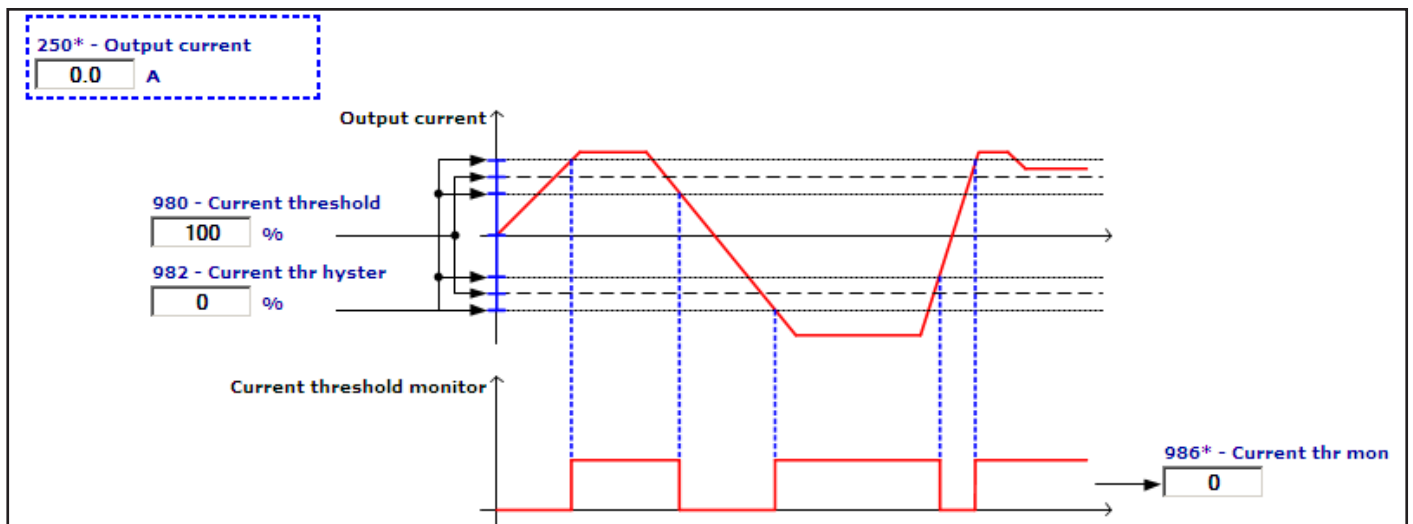 250* - Output current
0.0 A
Output current
980 - Current threshold
100 %
982 - Current thr hyster
0 %
Current threshold monitor
986* - Current thr mon
0